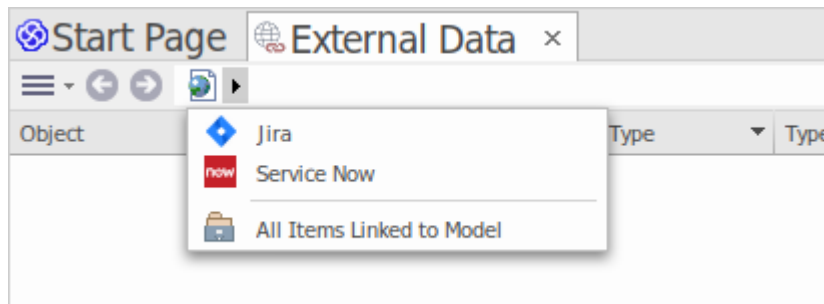 Start Page External Data ×
Object Type Type
Jira
now Service Now
All Items Linked to Model